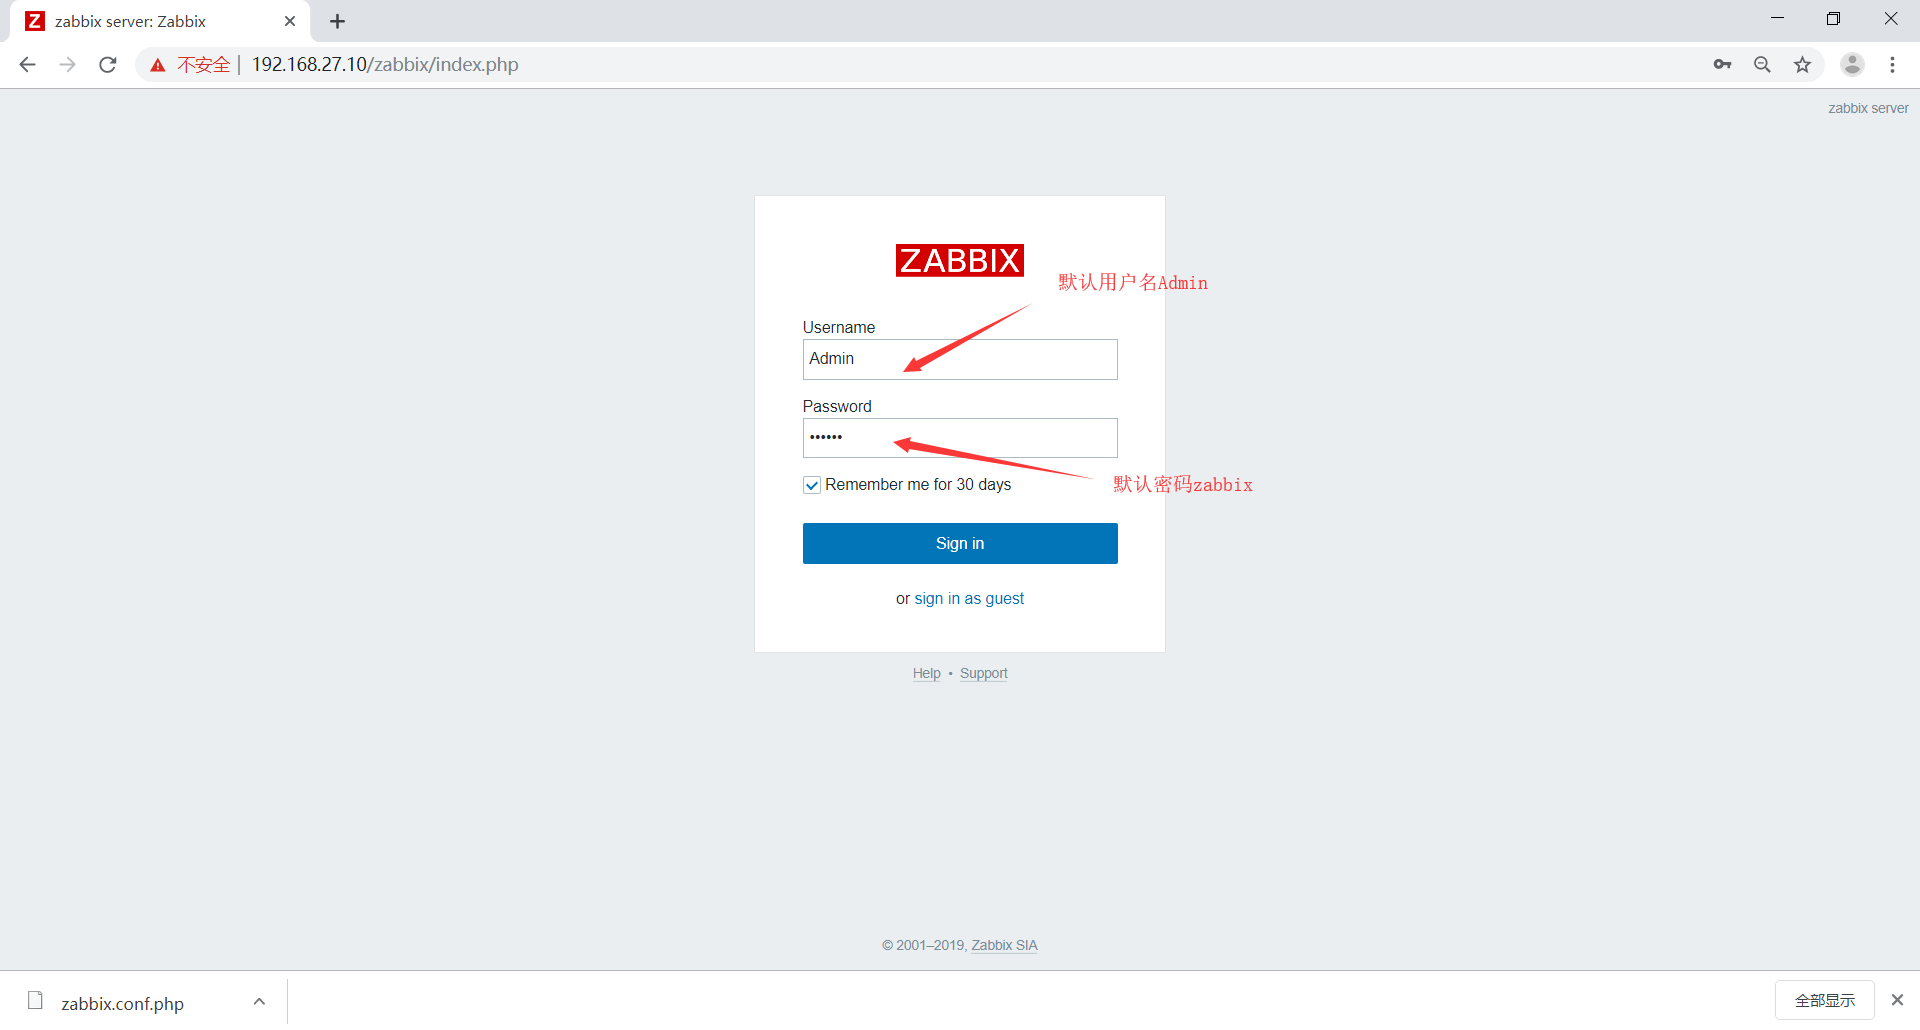 Z zabbix server: Zabbix
不安全 | 192.168.27.10/zabbix/index.php
zabbix server
ZABBIX
默认用户名Admin
Username
Admin
Password
••••••
Remember me for 30 days
默认密码zabbix
Sign in
or sign in as guest
Help • Support
© 2001–2019, Zabbix SIA
zabbix.conf.php
全部显示